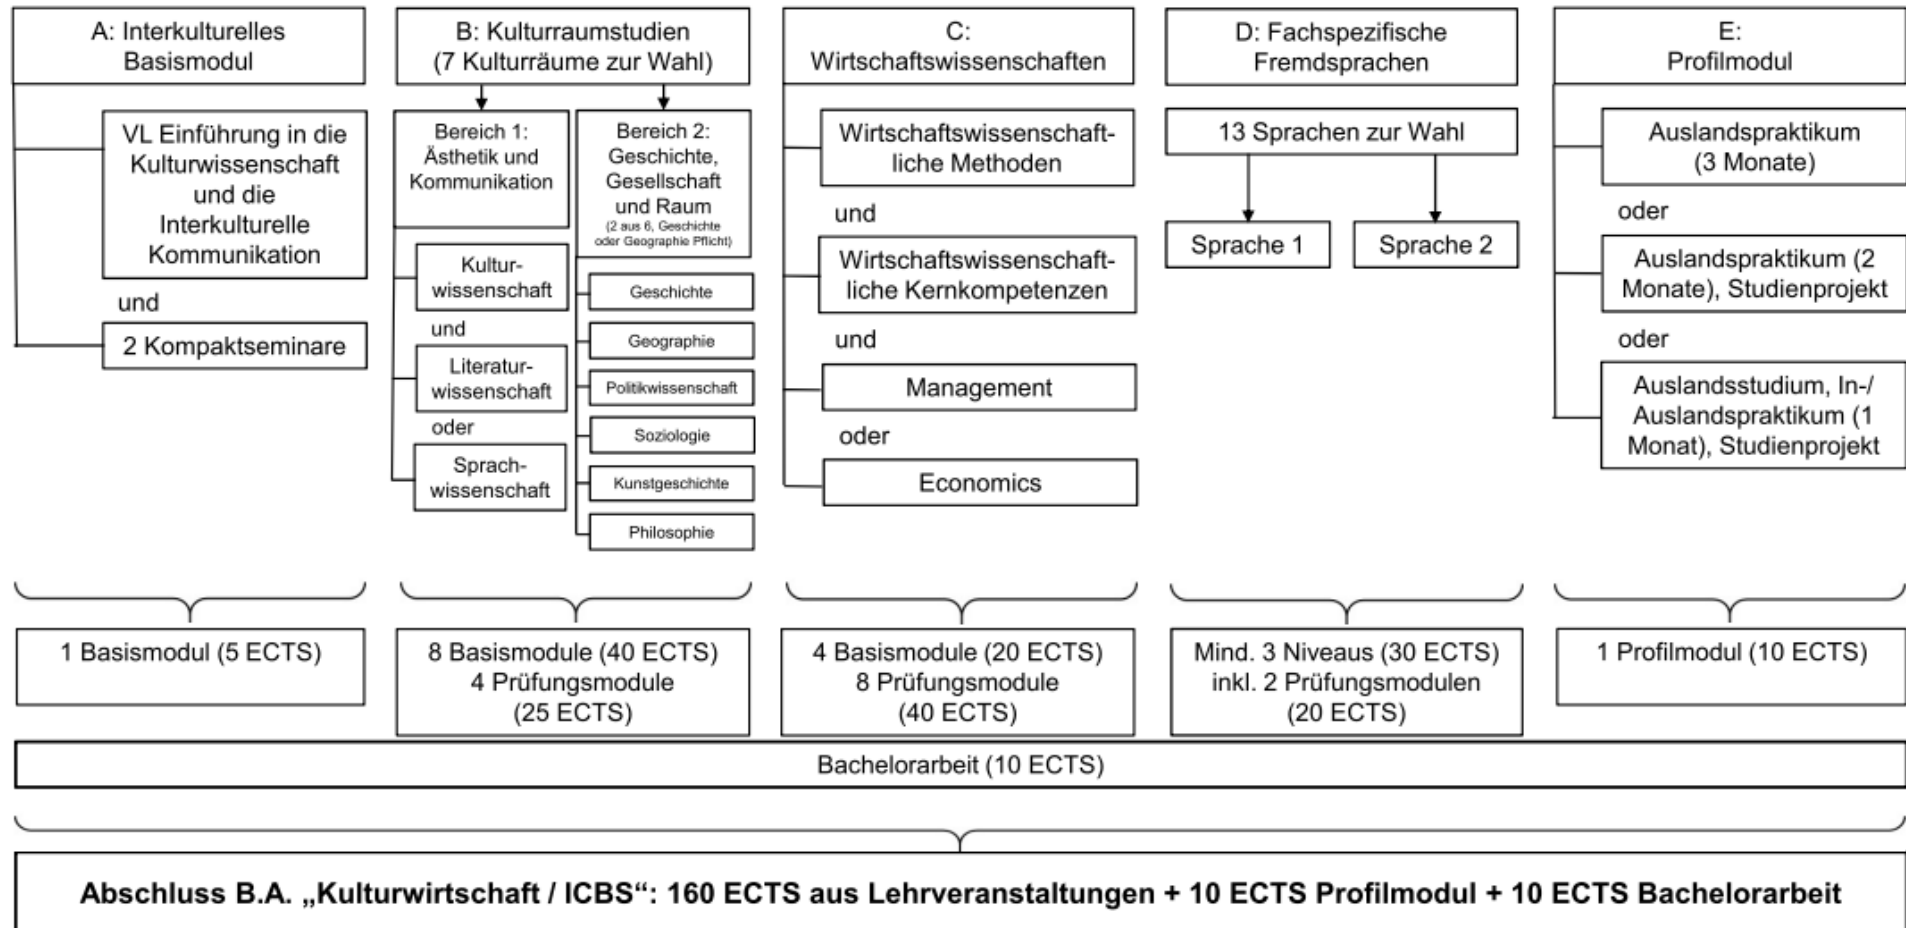 A: Interkulturelles
Basismodul
VL Einführung in die
Kulturwissenschaft
und die
Interkulturelle
Kommunikation
und
2 Kompaktseminare
1 Basismodul (5 ECTS)
B: Kulturraumstudien
(7 Kulturräume zur Wahl)
Bereich 1:
Ästhetik und
Kommunikation
Kultur-
wissenschaft
und
Literatur-
wissenschaft
oder
Sprach-
wissenschaft
Bereich 2:
Geschichte,
Gesellschaft
und Raum
(2 aus 6, Geschichte
oder Geographie Pflicht)
Geschichte
Geographie
Politikwissenschaft
Soziologie
Kunstgeschichte
Philosophie
8 Basismodule (40 ECTS)
4 Prüfungsmodule
(25 ECTS)
C:
Wirtschaftswissenschaften
Wirtschaftswissenschaft-
liche Methoden
und
Wirtschaftswissenschaft-
liche Kernkompetenzen
und
Management
oder
Economics
4 Basismodule (20 ECTS)
8 Prüfungsmodule
(40 ECTS)
D: Fachspezifische
Fremdsprachen
13 Sprachen zur Wahl
Sprache 1
Sprache 2
Mind. 3 Niveaus (30 ECTS)
inkl. 2 Prüfungsmodulen
(20 ECTS)
E:
Profilmodul
Auslandspraktikum
(3 Monate)
oder
Auslandspraktikum (2
Monate), Studienprojekt
oder
Auslandsstudium, In-/
Auslandspraktikum (1
Monat), Studienprojekt
1 Profilmodul (10 ECTS)
Bachelorarbeit (10 ECTS)
Abschluss B.A. „Kulturwirtschaft / ICBS“: 160 ECTS aus Lehrveranstaltungen + 10 ECTS Profilmodul + 10 ECTS Bachelorarbeit